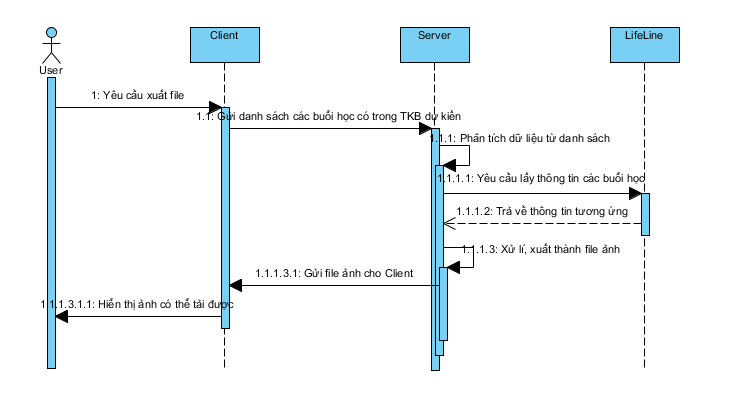 Client
Server
LifeLine
User
1: Yêu cầu xuất file
1.1: Gửi danh sách các buổi học có trong TKB dự kiến
1.1.1: Phân tích dữ liệu từ danh sách
1.1.1.1: Yêu cầu lấy thông tin các buổi học
1.1.1.2: Trả về thông tin tương ứng
1.1.1.3: Xử lí, xuất thành file ảnh
1.1.1.3.1: Gửi file ảnh cho Client
1.1.1.3.1.1: Hiển thị ảnh có thể tải được